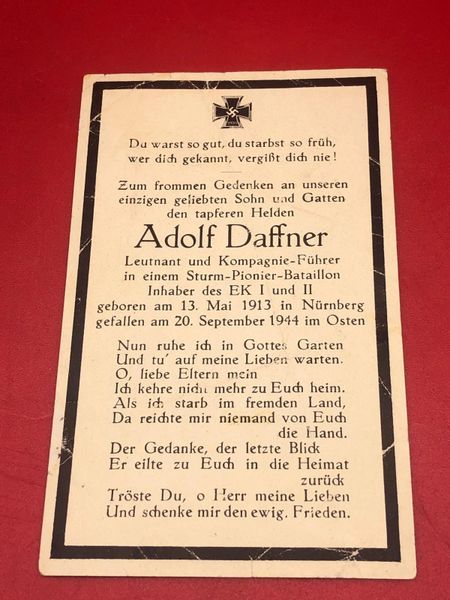 Du warst so gut, du starbst so früh,
wer dich gekannt, vergißt dich nie!
Zum frommen Gedenken an unseren
einzigen geliebten Sohn und Gatten
den tapferen Helden
Adolf Daffner
Leutnant und Kompagnie-Führer
in einem Sturm-Pionier-Bataillon
Inhaber des EK I und II
geboren am 13. Mai 1913 in Nürnberg
gefallen am 20. September 1944 im Osten
Nun ruhe ich in Gottes Garten
Und tu' auf meine Lieben warten.
O, liebe Eltern mein
Ich kehre nicht mehr zu Euch heim.
Als ich starb im fremden Land,
Da reichte mir niemand von Euch
die Hand.
Der Gedanke, der letzte Blick
Er eilte zu Euch in die Heimat
zurück
Tröste Du, o Herr meine Lieben
Und schenke mir den ewig. Frieden.